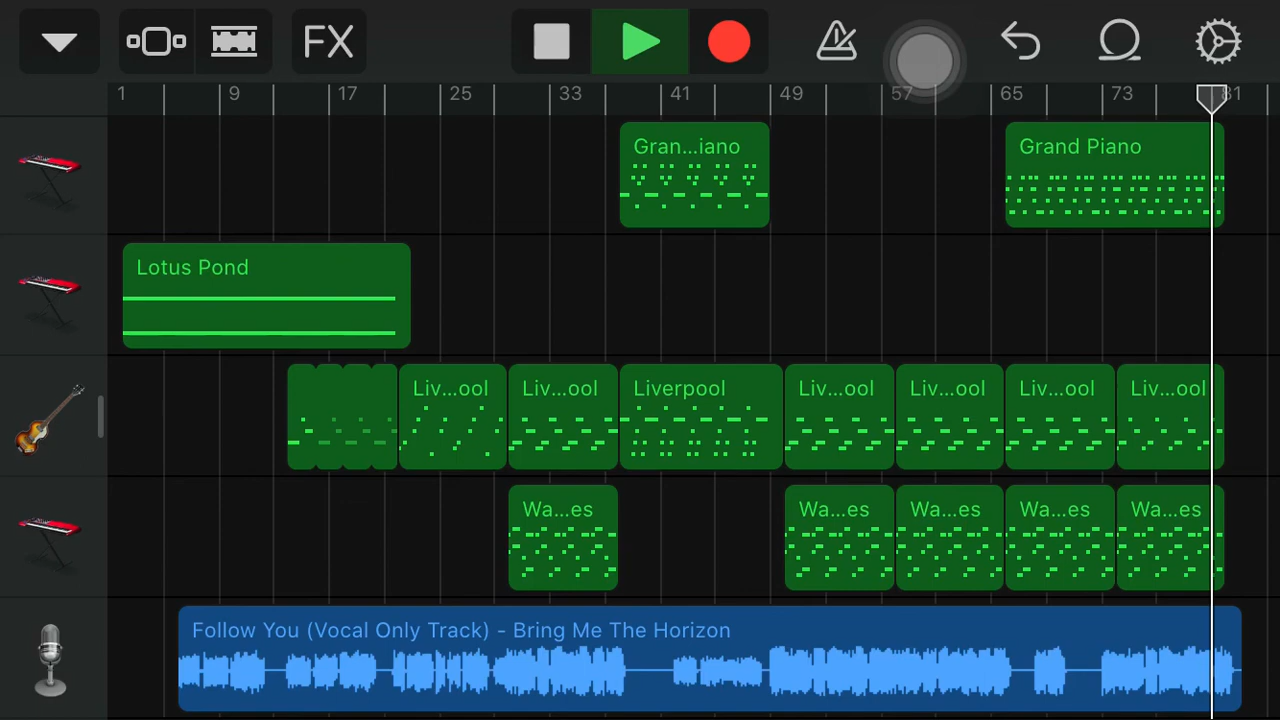 FX
1 9 17 25 33 41 49 57 65 73 81
Gran...iano Grand Piano
Lotus Pond
Liv...ool Liv...ool Liverpool Liv...ool Liv...ool Liv...ool Liv...ool
Wa...es Wa...es Wa...es Wa...es Wa...es
Follow You (Vocal Only Track) - Bring Me The Horizon